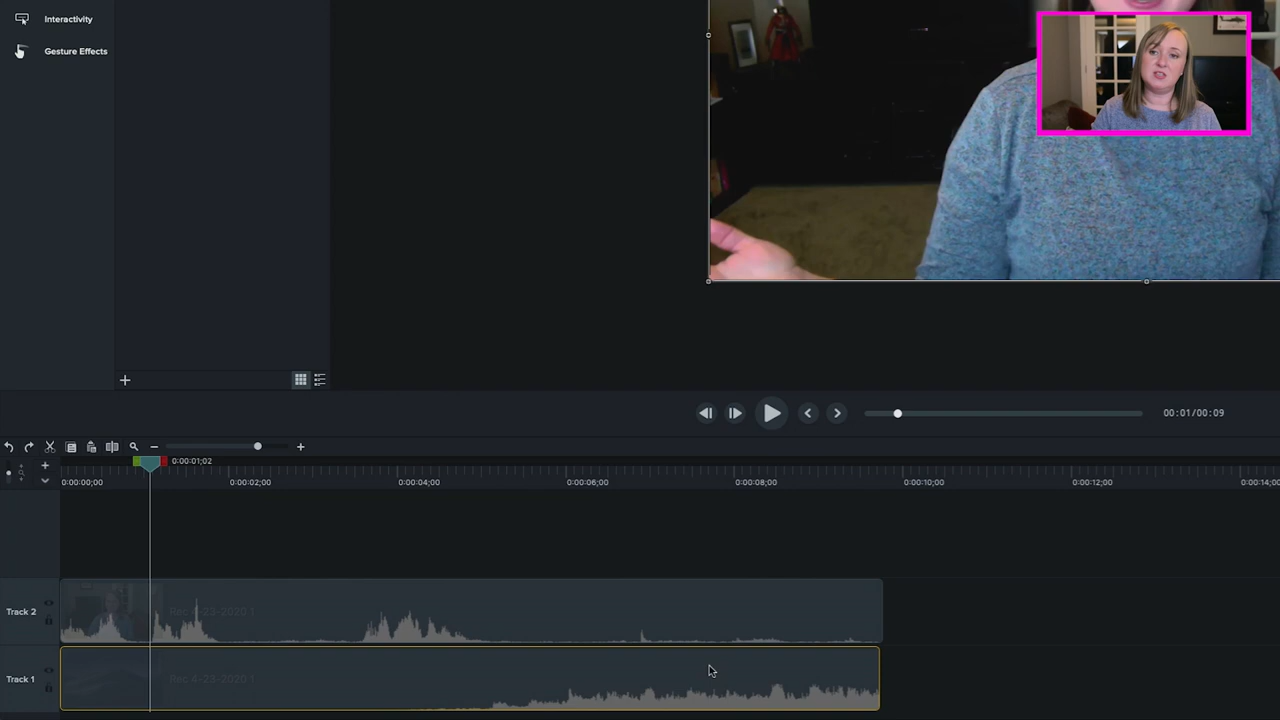 Interactivity
Gesture Effects
00:01/00:09
0:00:01;02
0:00:00;00 0:00:02;00 0:00:04;00 0:00:06;00 0:00:08;00 0:00:10;00 0:00:12;00 0:00:14;00
Track 2 Rec 4-23-2020 1
Track 1 Rec 4-23-2020 1